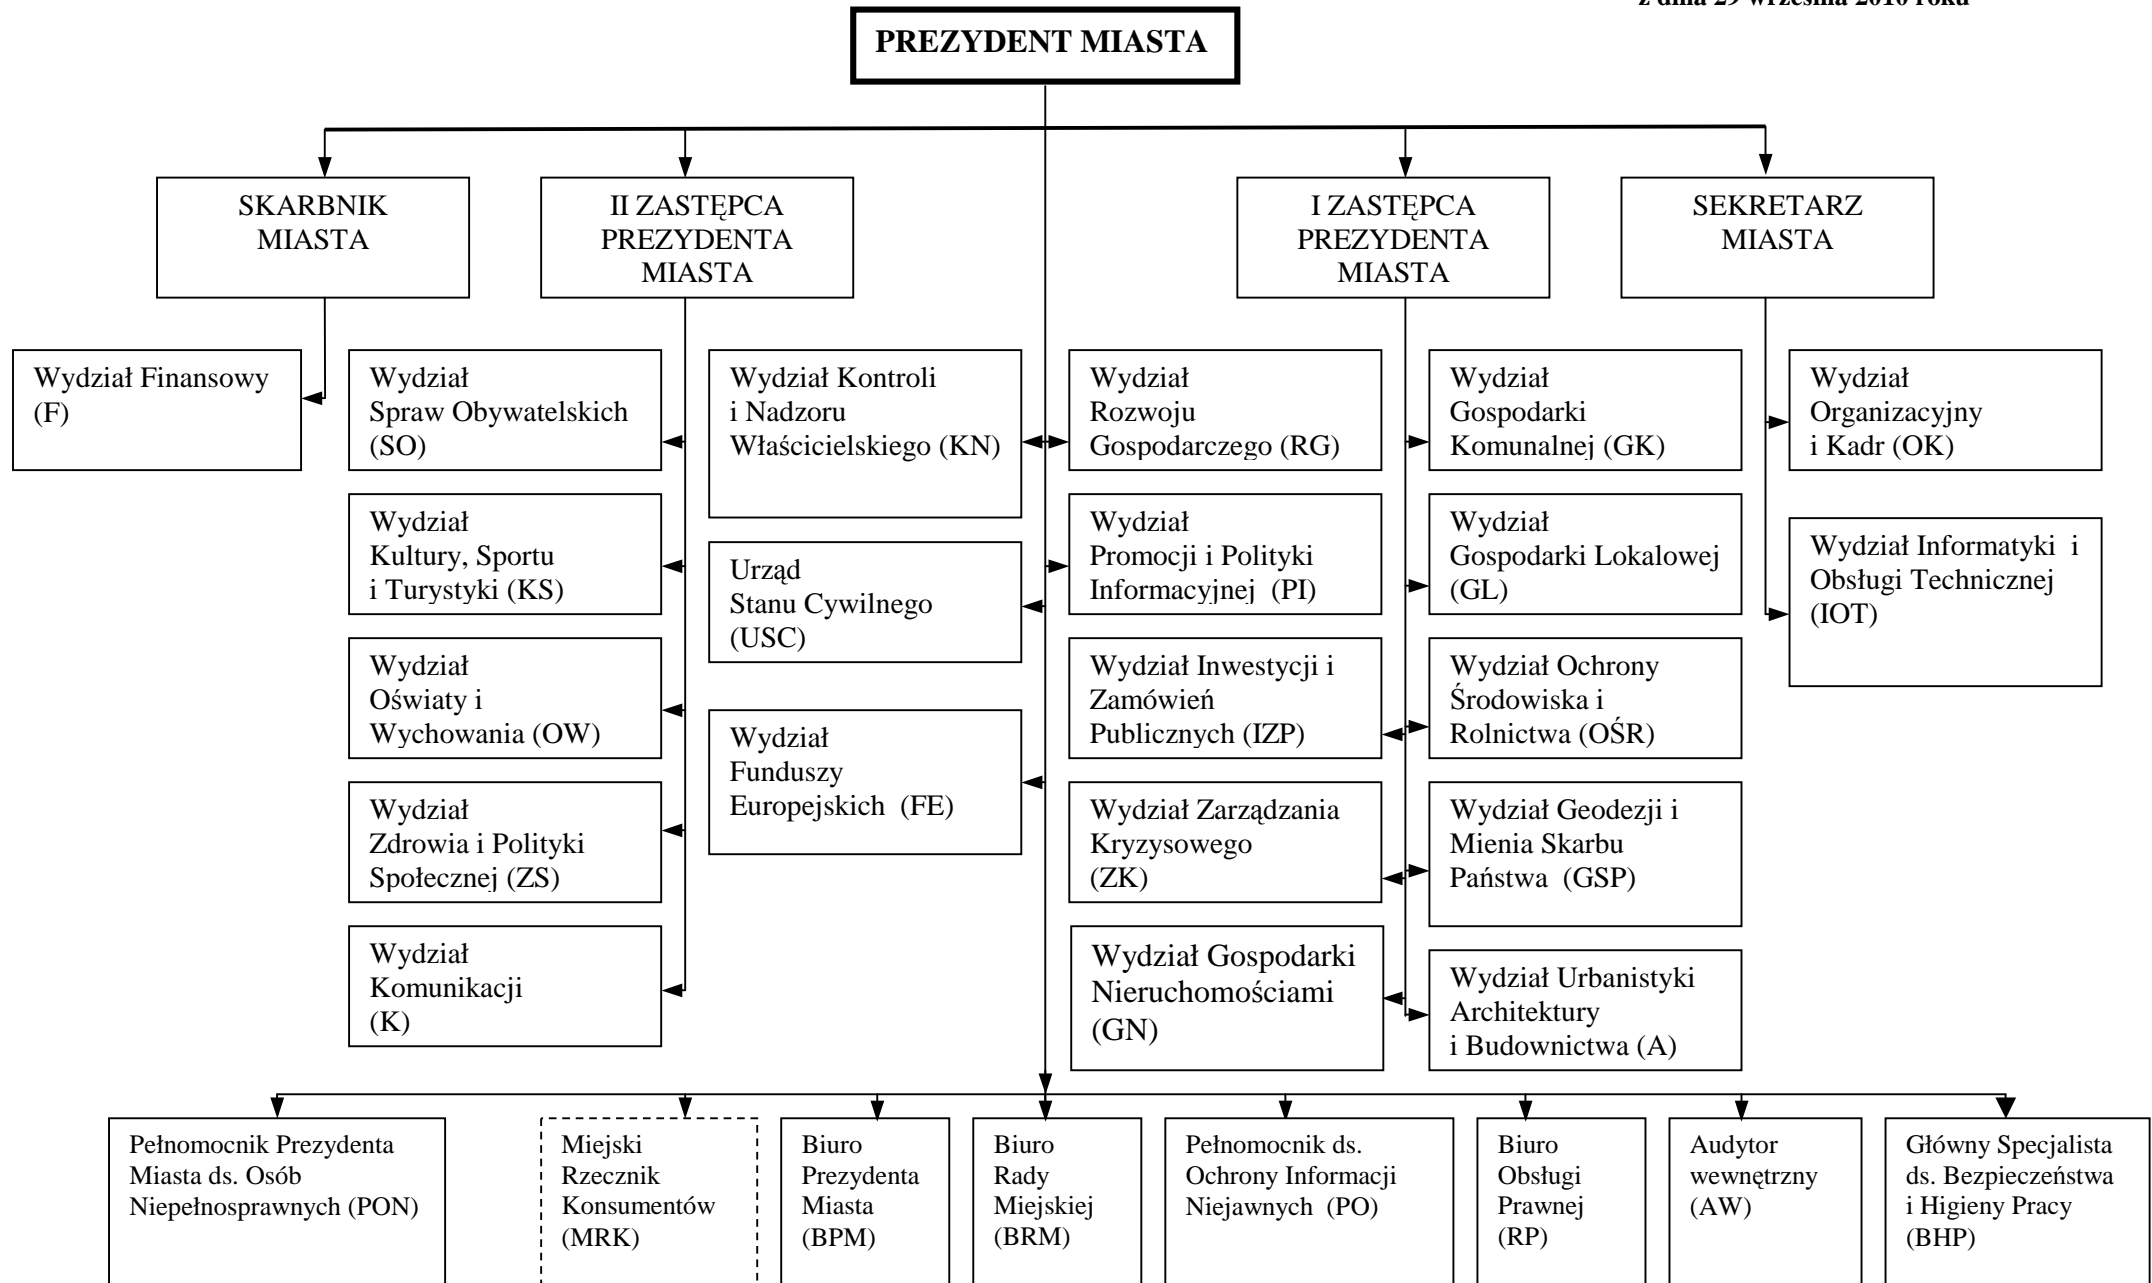 z dnia 29 września 2010 roku
PREZYDENT MIASTA
SKARBNIK
MIASTA
II ZASTĘPCA
PREZYDENTA
MIASTA
I ZASTĘPCA
PREZYDENTA
MIASTA
SEKRETARZ
MIASTA
Wydział Finansowy
(F)
Wydział
Spraw Obywatelskich
(SO)
Wydział Kontroli
i Nadzoru
Właścicielskiego (KN)
Wydział
Rozwoju
Gospodarczego (RG)
Wydział
Gospodarki
Komunalnej (GK)
Wydział
Organizacyjny
i Kadr (OK)
Wydział
Kultury, Sportu
i Turystyki (KS)
Urząd
Stanu Cywilnego
(USC)
Wydział
Promocji i Polityki
Informacyjnej (PI)
Wydział
Gospodarki Lokalowej
(GL)
Wydział Informatyki i
Obsługi Technicznej
(IOT)
Wydział
Oświaty i
Wychowania (OW)
Wydział
Funduszy
Europejskich (FE)
Wydział Inwestycji i
Zamówień
Publicznych (IZP)
Wydział Ochrony
Środowiska i
Rolnictwa (OŚR)
Wydział
Zdrowia i Polityki
Społecznej (ZS)
Wydział Zarządzania
Kryzysowego
(ZK)
Wydział Geodezji i
Mienia Skarbu
Państwa (GSP)
Wydział
Komunikacji
(K)
Wydział Gospodarki
Nieruchomościami
(GN)
Wydział Urbanistyki
Architektury
i Budownictwa (A)
Pełnomocnik Prezydenta
Miasta ds. Osób
Niepełnosprawnych (PON)
Miejski
Rzecznik
Konsumentów
(MRK)
Biuro
Prezydenta
Miasta
(BPM)
Biuro
Rady
Miejskiej
(BRM)
Pełnomocnik ds.
Ochrony Informacji
Niejawnych (PO)
Biuro
Obsługi
Prawnej
(RP)
Audytor
wewnętrzny
(AW)
Główny Specjalista
ds. Bezpieczeństwa
i Higieny Pracy
(BHP)